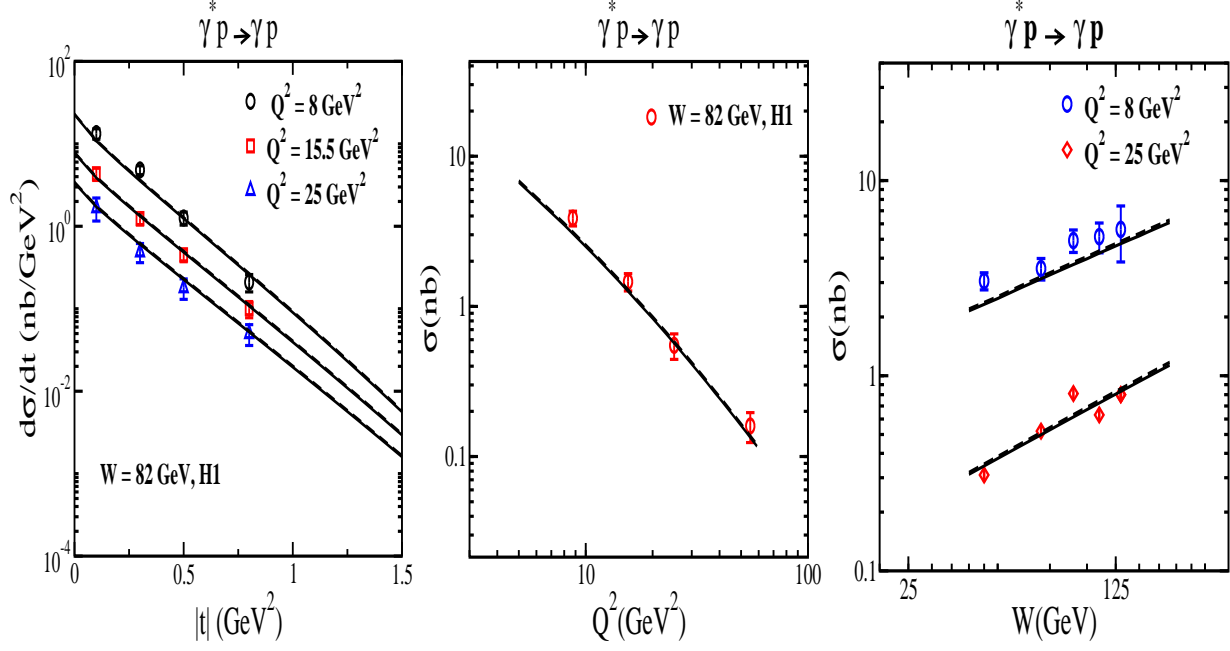 γ* p → γ p
10^2
10^0
10^-2
10^-4
dσ/dt (nb/GeV^2)
Q^2 = 8 GeV^2
Q^2 = 15.5 GeV^2
Q^2 = 25 GeV^2
W = 82 GeV, H1
0 0.5 1 1.5
|t| (GeV^2)
γ* p → γ p
10
1
0.1
σ(nb)
W = 82 GeV, H1
10 100
Q^2(GeV^2)
γ* p → γ p
10
1
0.1
σ(nb)
Q^2 = 8 GeV^2
Q^2 = 25 GeV^2
25 125
W(GeV)